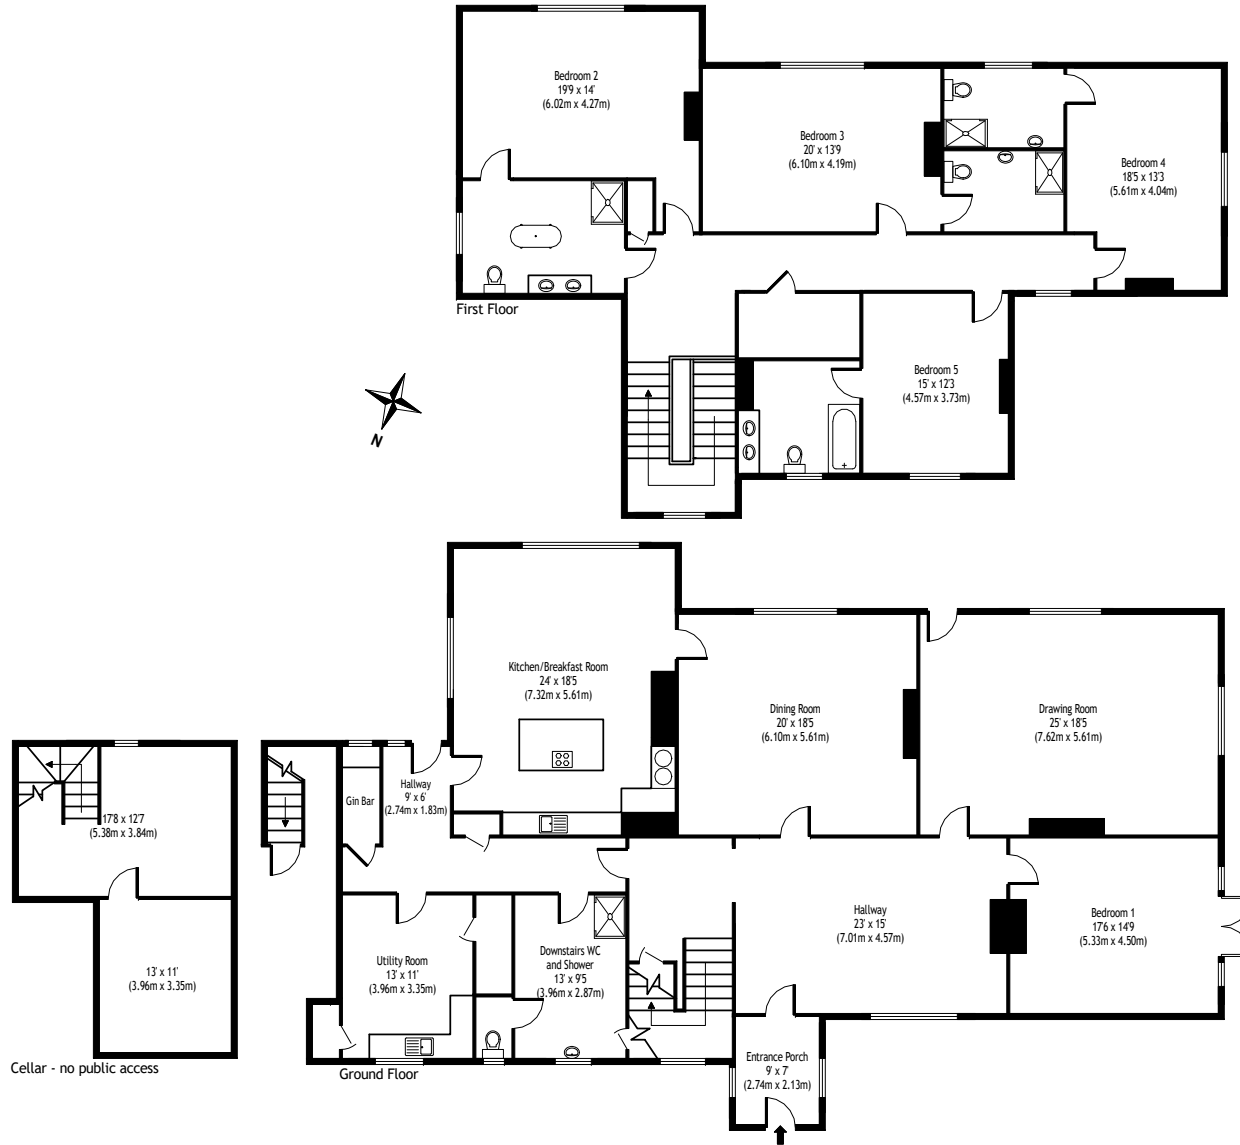 Bedroom 2
19'9 x 14'
(6.02m x 4.27m)
Bedroom 3
20' x 13'9
(6.10m x 4.19m)
Bedroom 4
18'5 x 13'3
(5.61m x 4.04m)
First Floor
Bedroom 5
15' x 12'3
(4.57m x 3.73m)
N
Kitchen/Breakfast Room
24' x 18'5
(7.32m x 5.61m)
Dining Room
20' x 18'5
(6.10m x 5.61m)
Drawing Room
25' x 18'5
(7.62m x 5.61m)
Hallway
9' x 6'
(2.74m x 1.83m)
Gin Bar
17'8 x 12'7
(5.38m x 3.84m)
Hallway
23' x 15'
(7.01m x 4.57m)
Bedroom 1
17'6 x 14'9
(5.33m x 4.50m)
Utility Room
13' x 11'
(3.96m x 3.35m)
Downstairs WC
and Shower
13' x 9'5
(3.96m x 2.87m)
13' x 11'
(3.96m x 3.35m)
Entrance Porch
9' x 7'
(2.74m x 2.13m)
Cellar - no public access
Ground Floor